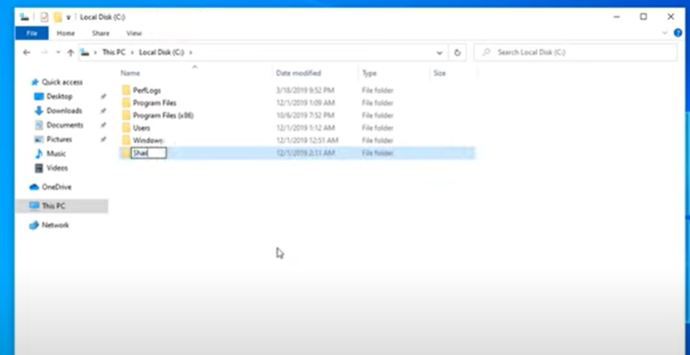 Local Disk (C:)
File Home Share View
This PC Local Disk (C:)
Search Local Disk (C:)
Name Date modified Type Size
Quick access
Desktop
Downloads
Documents
Pictures
Music
Videos
OneDrive
This PC
Network
PerfLogs 3/18/2019 9:52 PM File folder
Program Files 12/1/2019 1:09 AM File folder
Program Files (x86) 10/6/2019 7:52 PM File folder
Users 12/1/2019 1:12 AM File folder
Windows 12/1/2019 12:51 AM File folder
Shar 12/1/2019 2:11 AM File folder